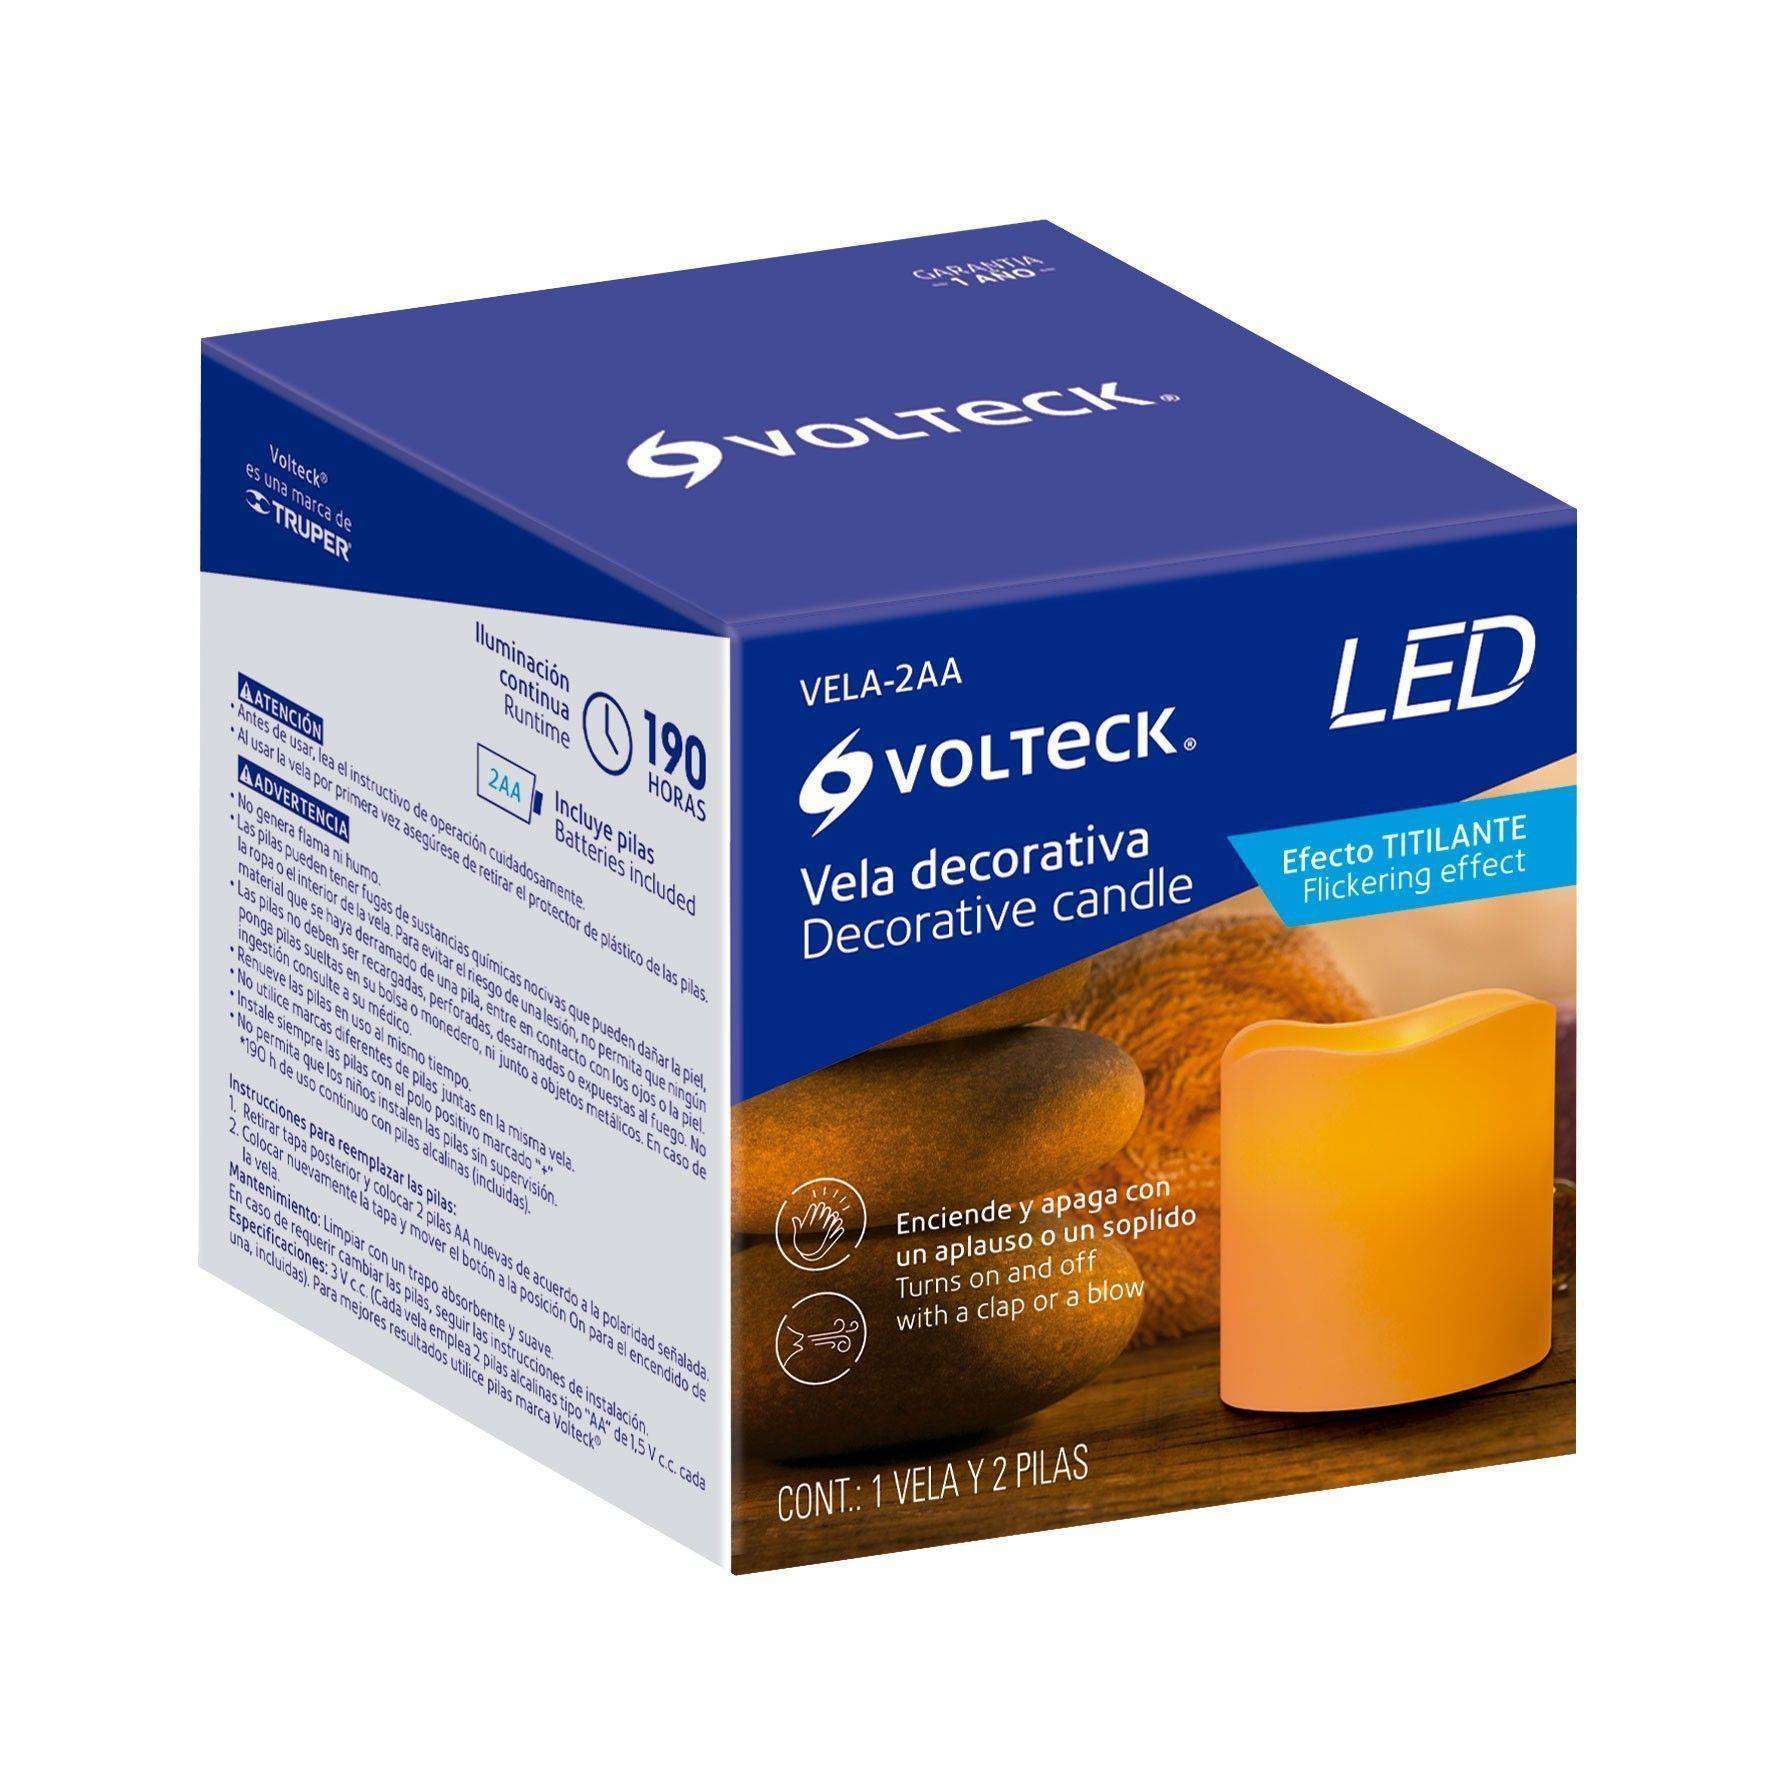 GARANTÍA
– 1 AÑO –
VOLTECK®
Volteck®
es una marca de
TRUPER®
Iluminación
continua
Runtime
190
HORAS
2AA
Incluye pilas
Batteries included
ATENCIÓN
• Antes de usar, lea el instructivo de operación cuidadosamente.
• Al usar la vela por primera vez asegúrese de retirar el protector de plástico de las pilas.
ADVERTENCIA
• No genera flama ni humo.
• Las pilas pueden tener fugas de sustancias químicas nocivas que pueden dañar la piel,
la ropa o el interior de la vela. Para evitar el riesgo de una lesión, no permita que ningún
material que se haya derramado de una pila, entre en contacto con los ojos o la piel.
• Las pilas no deben ser recargadas, perforadas, desarmadas o expuestas al fuego. No
ponga pilas sueltas en su bolsa o monedero, ni junto a objetos metálicos. En caso de
ingestión consulte a su médico.
• Renueve las pilas en uso al mismo tiempo.
• No utilice marcas diferentes de pilas juntas en la misma vela.
• Instale siempre las pilas con el polo positivo marcado "+"
• No permita que los niños instalen las pilas sin supervisión.
*190 h de uso continuo con pilas alcalinas (incluidas).
Instrucciones para reemplazar las pilas:
1. Retirar tapa posterior y colocar 2 pilas AA nuevas de acuerdo a la polaridad señalada.
2. Colocar nuevamente la tapa y mover el botón a la posición On para el encendido de
la vela.
Mantenimiento: Limpiar con un trapo absorbente y suave.
En caso de requerir cambiar las pilas, seguir las instrucciones de instalación.
Especificaciones: 3 V c.c. (Cada vela emplea 2 pilas alcalinas tipo "AA" de 1,5 V c.c. cada
una, incluidas). Para mejores resultados utilice pilas marca Volteck®
VELA-2AA
LED
VOLTECK®
Vela decorativa
Decorative candle
Efecto TITILANTE
Flickering effect
Enciende y apaga con
un aplauso o un soplido
Turns on and off
with a clap or a blow
CONT.: 1 VELA Y 2 PILAS